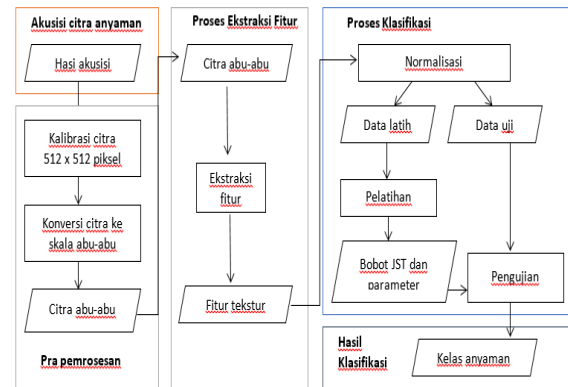 Akusisi citra anyaman
Hasi akusisi
Kalibrasi citra
512 x 512 piksel
Konversi citra ke
skala abu-abu
Citra abu-abu
Pra pemrosesan
Proses Ekstraksi Fitur
Citra abu-abu
Ekstraksi
fitur
Fitur tekstur
Proses Klasifikasi
Normalisasi
Data latih
Data uji
Pelatihan
Bobot JST dan
parameter
Pengujian
Hasil
Klasifikasi
Kelas anyaman